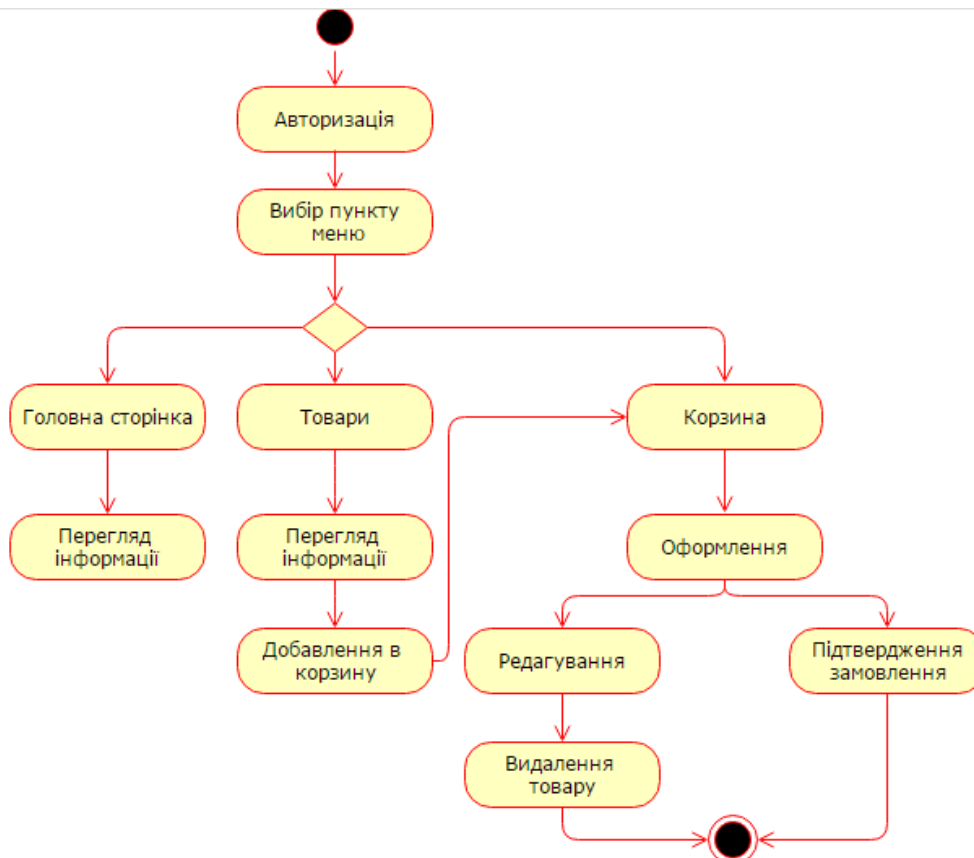 Авторизація
Вибір пункту
меню
Головна сторінка
Товари
Корзина
Перегляд
інформації
Перегляд
інформації
Оформлення
Добавлення в
корзину
Редагування
Підтвердження
замовлення
Видалення
товару